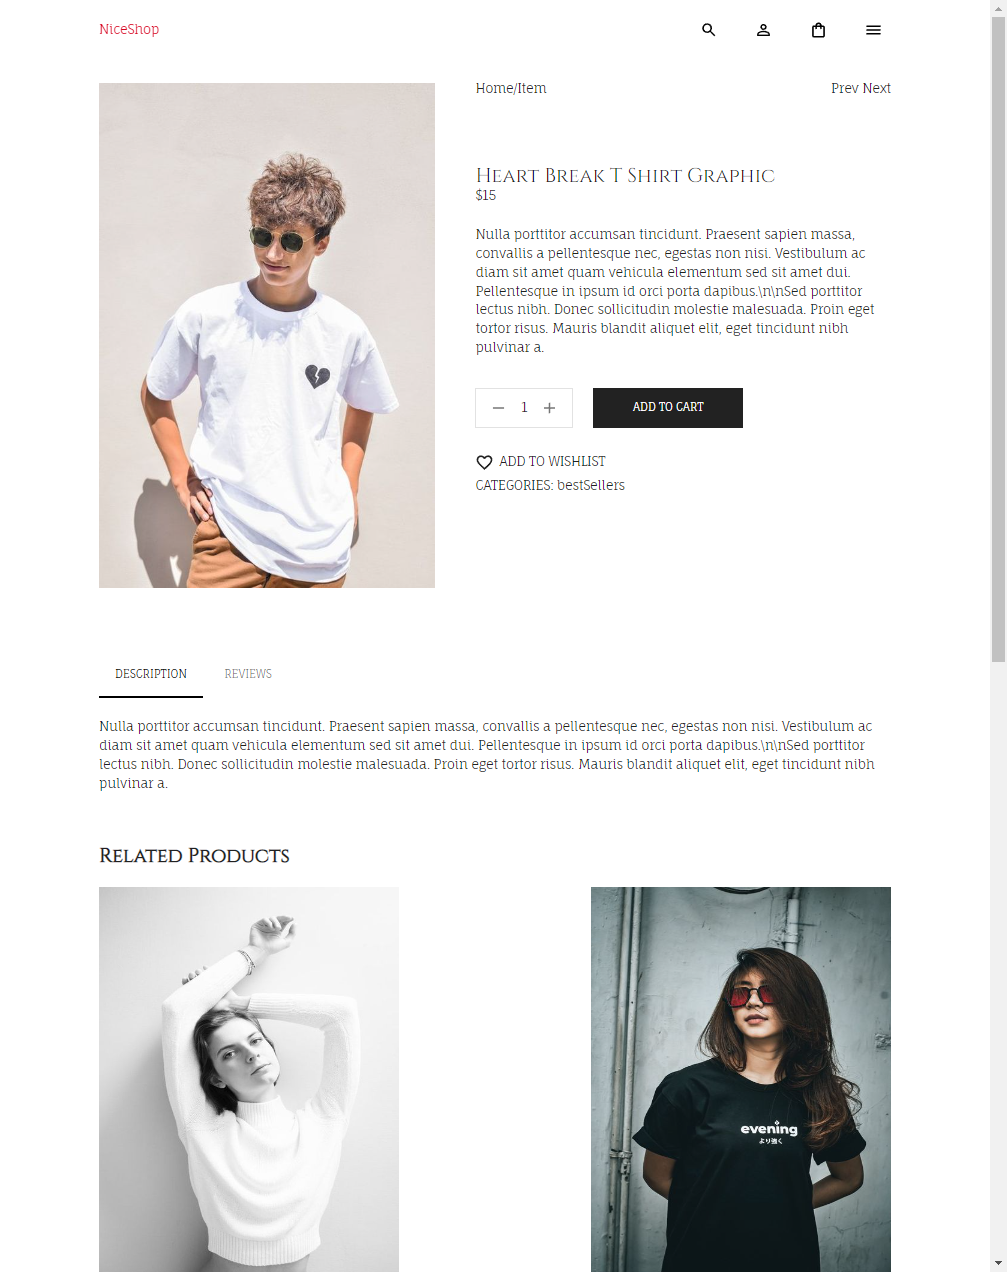 NiceShop
Home/Item
Prev Next
Heart Break T Shirt Graphic
$15
Nulla porttitor accumsan tincidunt. Praesent sapien massa,
convallis a pellentesque nec, egestas non nisi. Vestibulum ac
diam sit amet quam vehicula elementum sed sit amet dui.
Pellentesque in ipsum id orci porta dapibus.\n\nSed porttitor
lectus nibh. Donec sollicitudin molestie malesuada. Proin eget
tortor risus. Mauris blandit aliquet elit, eget tincidunt nibh
pulvinar a.
1
ADD TO CART
ADD TO WISHLIST
CATEGORIES: bestSellers
DESCRIPTION
REVIEWS
Nulla porttitor accumsan tincidunt. Praesent sapien massa, convallis a pellentesque nec, egestas non nisi. Vestibulum ac
diam sit amet quam vehicula elementum sed sit amet dui. Pellentesque in ipsum id orci porta dapibus.\n\nSed porttitor
lectus nibh. Donec sollicitudin molestie malesuada. Proin eget tortor risus. Mauris blandit aliquet elit, eget tincidunt nibh
pulvinar a.
Related Products
evening
より強く